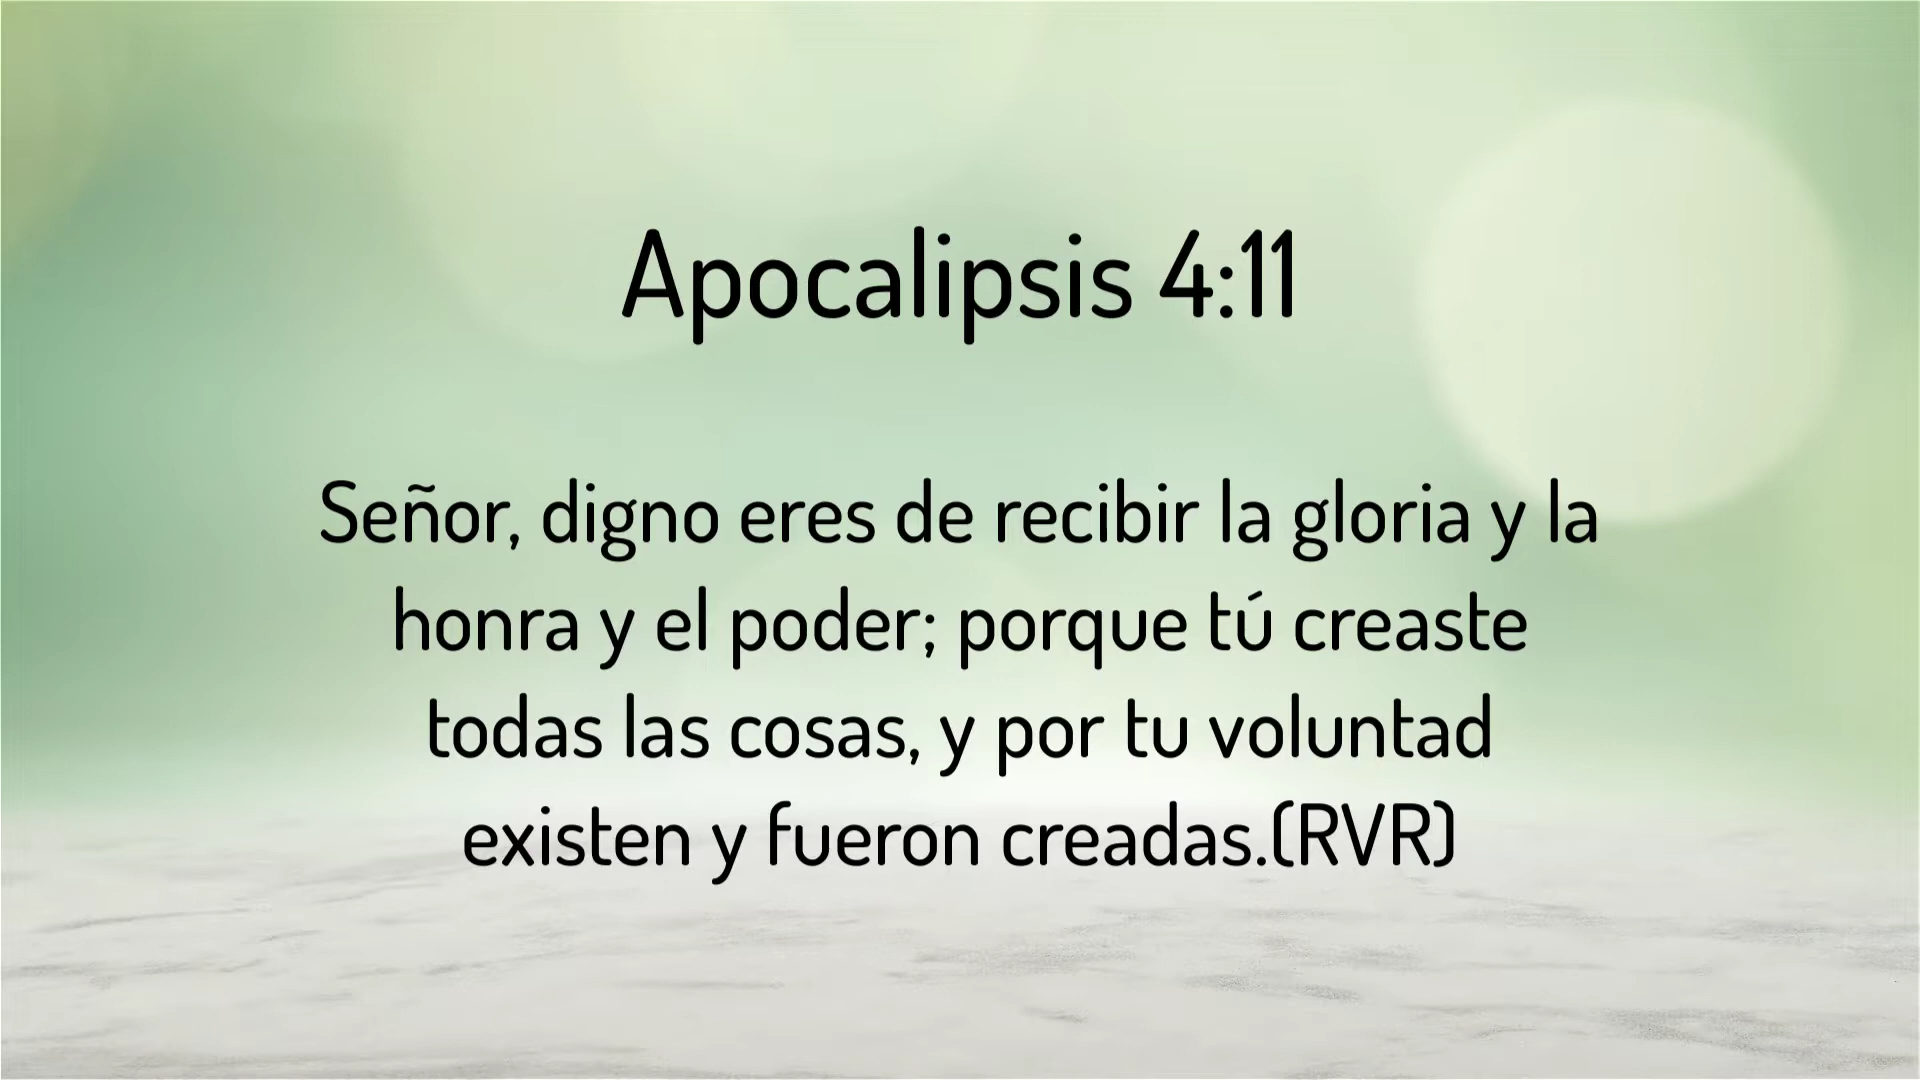 Apocalipsis 4:11
Señor, digno eres de recibir la gloria y la
honra y el poder; porque tú creaste
todas las cosas, y por tu voluntad
existen y fueron creadas.(RVR)